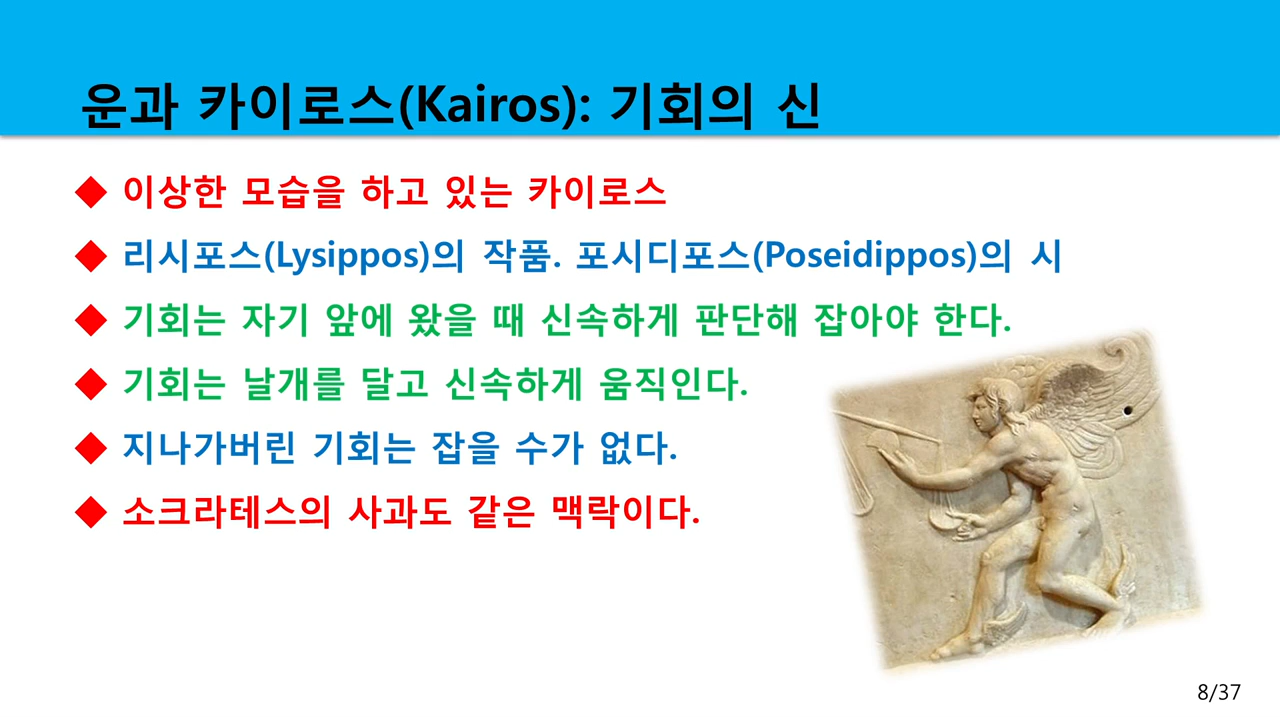 운과 카이로스(Kairos): 기회의 신
◆ 이상한 모습을 하고 있는 카이로스
◆ 리시포스(Lysippos)의 작품. 포시디포스(Poseidippos)의 시
◆ 기회는 자기 앞에 왔을 때 신속하게 판단해 잡아야 한다.
◆ 기회는 날개를 달고 신속하게 움직인다.
◆ 지나가버린 기회는 잡을 수가 없다.
◆ 소크라테스의 사과도 같은 맥락이다.
8/37